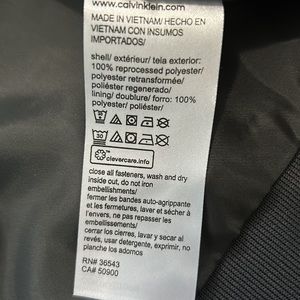 www.calvinklein.com
MADE IN VIETNAM/ HECHO EN
VIETNAM CON INSUMOS
IMPORTADOS/
shell/ extérieur/ tela exterior:
100% reprocessed polyester/
polyester retransformée/
poliéster regenerado/
lining/ doublure/ forro: 100%
polyester/ poliéster/
30
clevercare.info
close all fasteners, wash and dry
inside out, do not iron
embellishments/
fermer les bandes auto-agrippante
et les fermetures, laver et sécher à
l'envers, ne pas repasser les
embellissements/
cerrar los cierres, lavar y secar al
revés, usar detergente, exprimir, no
planche los adornos
RN# 36543
CA# 50900